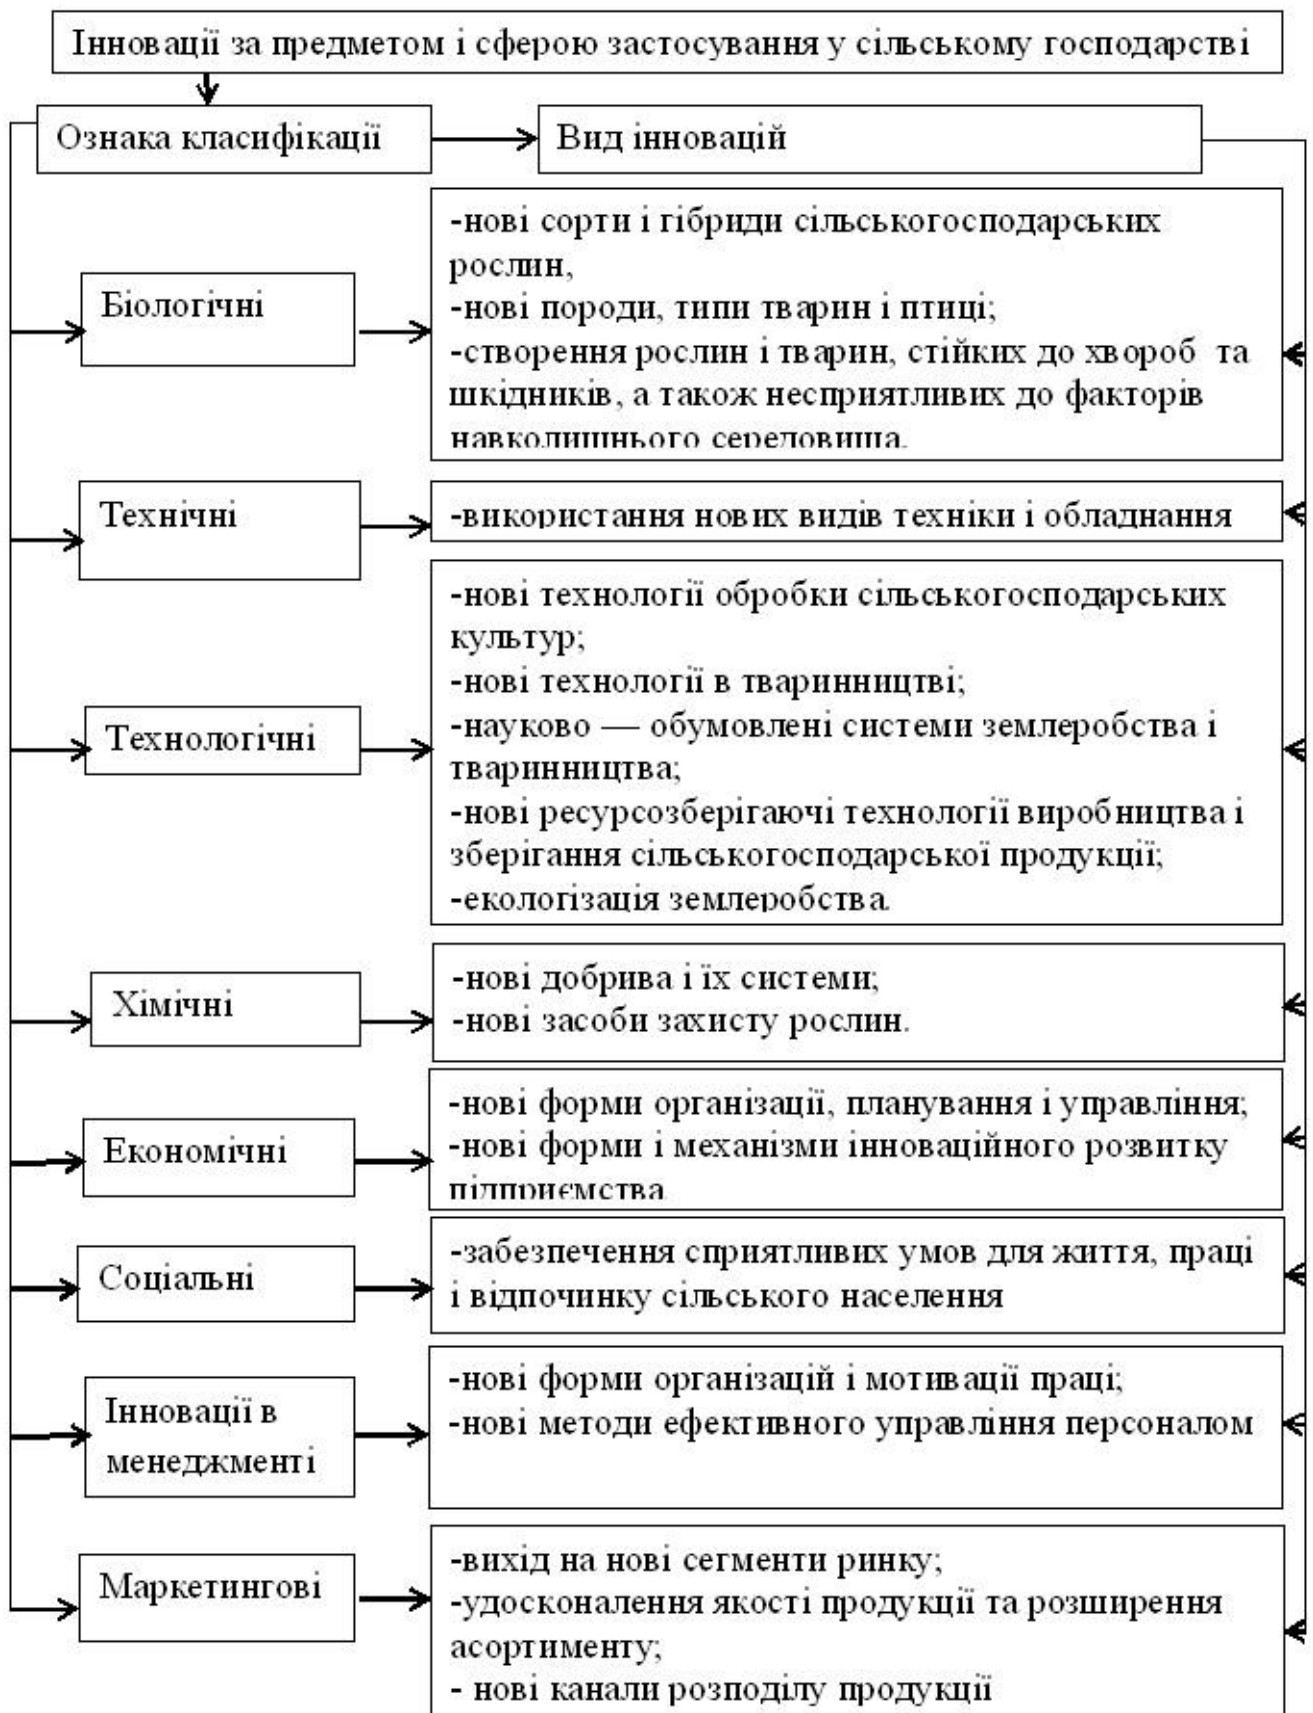 Інновації за предметом і сферою застосування у сільському господарстві
Ознака класифікації
Вид інновацій
Біологічні
-нові сорти і гібриди сільськогосподарських
рослин,
-нові породи, типи тварин і птиці;
-створення рослин і тварин, стійких до хвороб та
шкідників, а також несприятливих до факторів
навколишнього середовища.
Технічні
-використання нових видів техніки і обладнання
Технологічні
-нові технології обробки сільськогосподарських
культур;
-нові технології в тваринництві;
-науково — обумовлені системи землеробства і
тваринництва;
-нові ресурсозберігаючі технології виробництва і
зберігання сільськогосподарської продукції;
-екологізація землеробства.
Хімічні
-нові добрива і їх системи;
-нові засоби захисту рослин.
Економічні
-нові форми організації, планування і управління;
-нові форми і механізми інноваційного розвитку
підприємства
Соціальні
-забезпечення сприятливих умов для життя, праці
і відпочинку сільського населення
Інновації в
менеджменті
-нові форми організацій і мотивації праці;
-нові методи ефективного управління персоналом
Маркетингові
-вихід на нові сегменти ринку;
-удосконалення якості продукції та розширення
асортименту;
- нові канали розподілу продукції